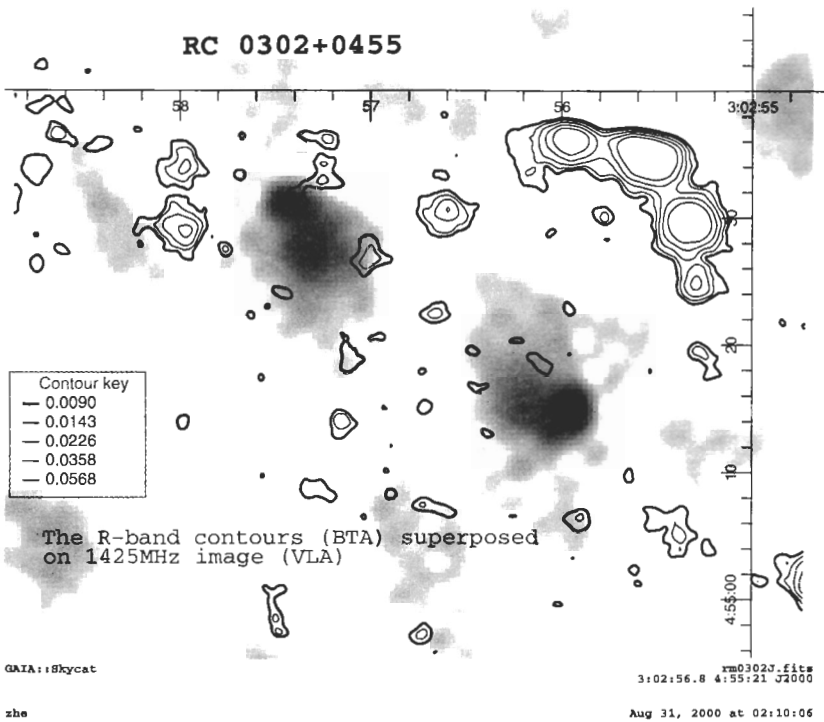 RC 0302+0455
58
57
56
3:02:55
30
20
10
4:55:00
Contour key
— 0.0090
— 0.0143
— 0.0226
— 0.0358
— 0.0568
The R-band contours (BTA) superposed
on 1425MHz image (VLA)
GAIA::Skycat
rm0302J.fits
3:02:56.8 4:55:21 J2000
zhe
Aug 31, 2000 at 02:10:06